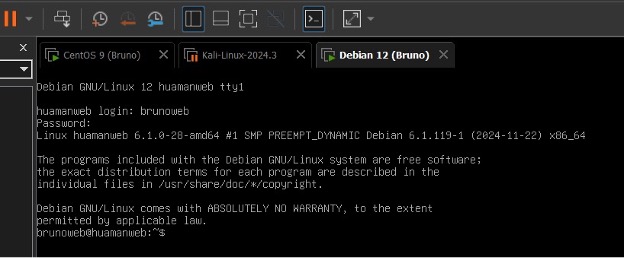 CentOS 9 (Bruno)
Kali-Linux-2024.3
Debian 12 (Bruno)
Debian GNU/Linux 12 huamanweb tty1
huamanweb login: brunoweb
Password:
Linux huamanweb 6.1.0-28-amd64 #1 SMP PREEMPT_DYNAMIC Debian 6.1.119-1 (2024-11-22) x86_64
The programs included with the Debian GNU/Linux system are free software;
the exact distribution terms for each program are described in the
individual files in /usr/share/doc/*/copyright.
Debian GNU/Linux comes with ABSOLUTELY NO WARRANTY, to the extent
permitted by applicable law.
brunoweb@huamanweb:~$